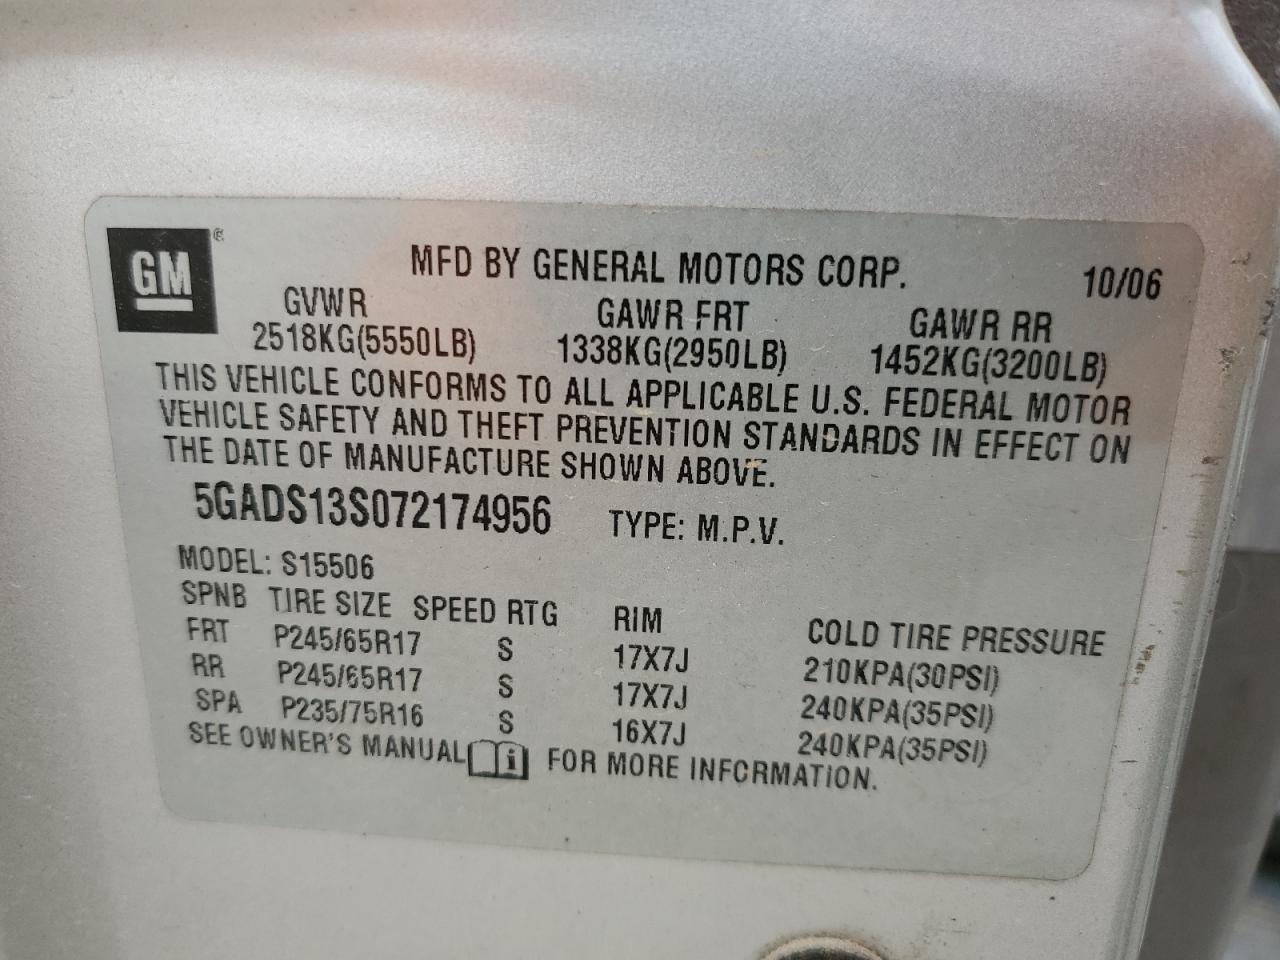 GM ®
MFD BY GENERAL MOTORS CORP. 10/06
GVWR GAWR FRT GAWR RR
2518KG(5550LB) 1338KG(2950LB) 1452KG(3200LB)
THIS VEHICLE CONFORMS TO ALL APPLICABLE U.S. FEDERAL MOTOR
VEHICLE SAFETY AND THEFT PREVENTION STANDARDS IN EFFECT ON
THE DATE OF MANUFACTURE SHOWN ABOVE.
5GADS13S072174956 TYPE: M.P.V.
MODEL: S15506
SPNB TIRE SIZE SPEED RTG RIM COLD TIRE PRESSURE
FRT P245/65R17 S 17X7J 210KPA(30PSI)
RR P245/65R17 S 17X7J 240KPA(35PSI)
SPA P235/75R16 S 16X7J 240KPA(35PSI)
SEE OWNER'S MANUAL i FOR MORE INFORMATION.